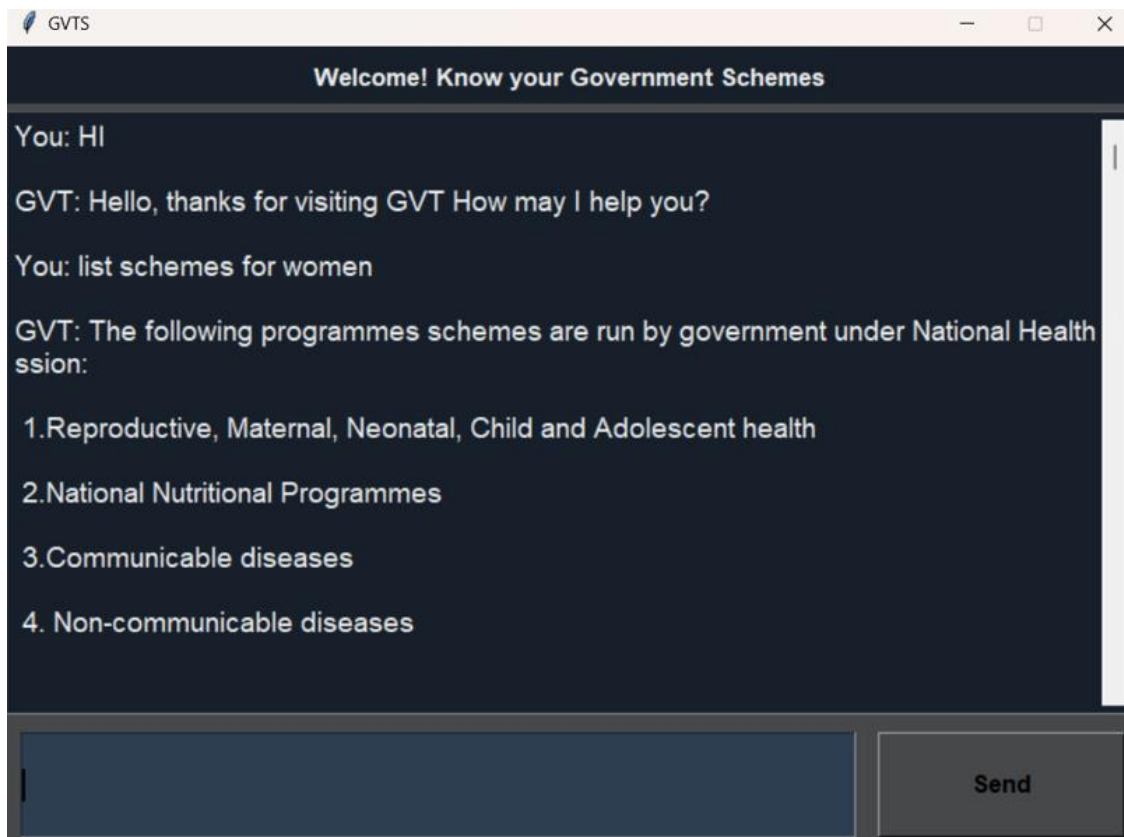 GVTS
Welcome! Know your Government Schemes
You: HI
GVT: Hello, thanks for visiting GVT How may I help you?
You: list schemes for women
GVT: The following programmes schemes are run by government under National Health
ssion:
1.Reproductive, Maternal, Neonatal, Child and Adolescent health
2.National Nutritional Programmes
3.Communicable diseases
4. Non-communicable diseases
Send